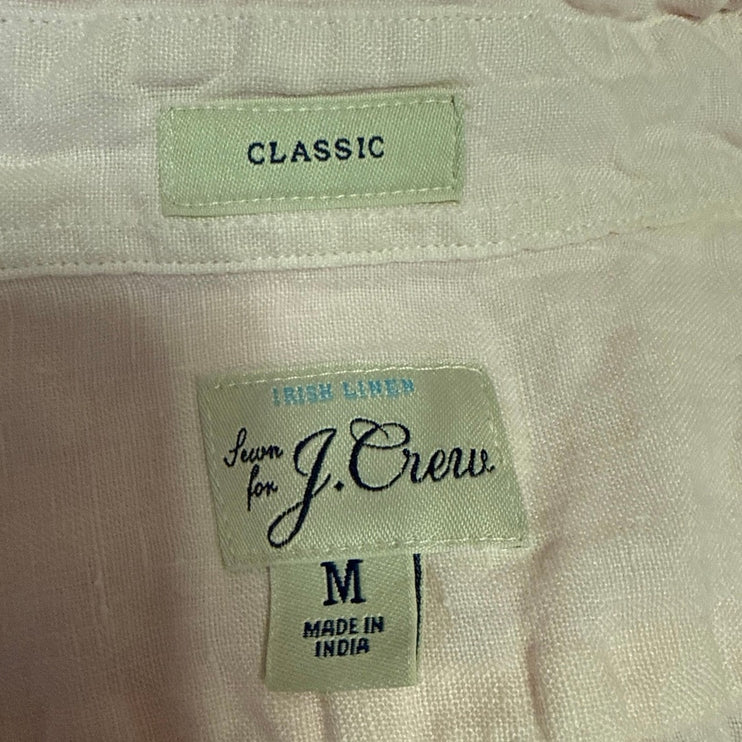 CLASSIC
IRISH LINEN
Sewn
for J. Crew
M
MADE IN
INDIA